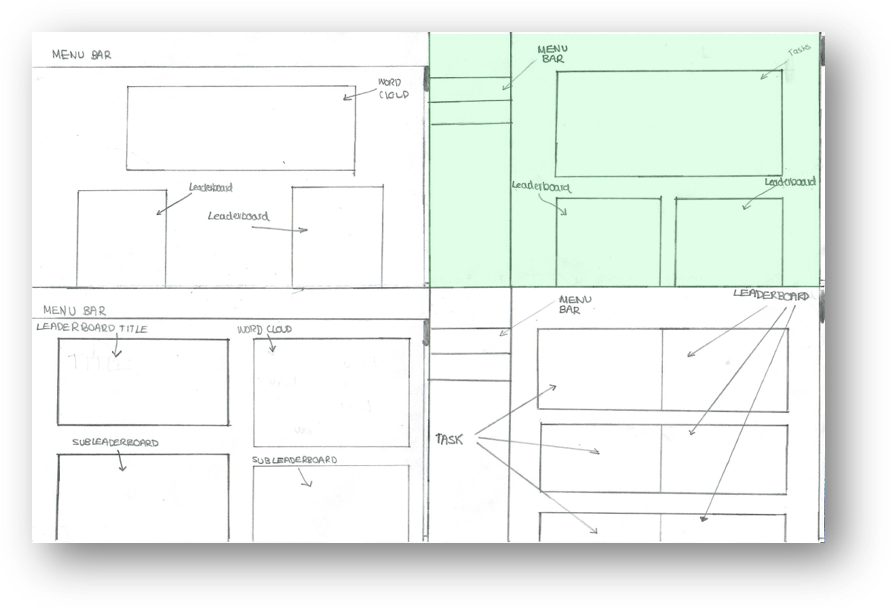 MENU BAR
WORD
CLOUD
Leaderboard
Leaderboard
MENU
BAR
Tasks
Leaderboard
Leaderboard
MENU BAR
LEADERBOARD TITLE
WORD CLOUD
SUBLEADERBOARD
SUBLEADERBOARD
MENU
BAR
LEADERBOARD
TASK